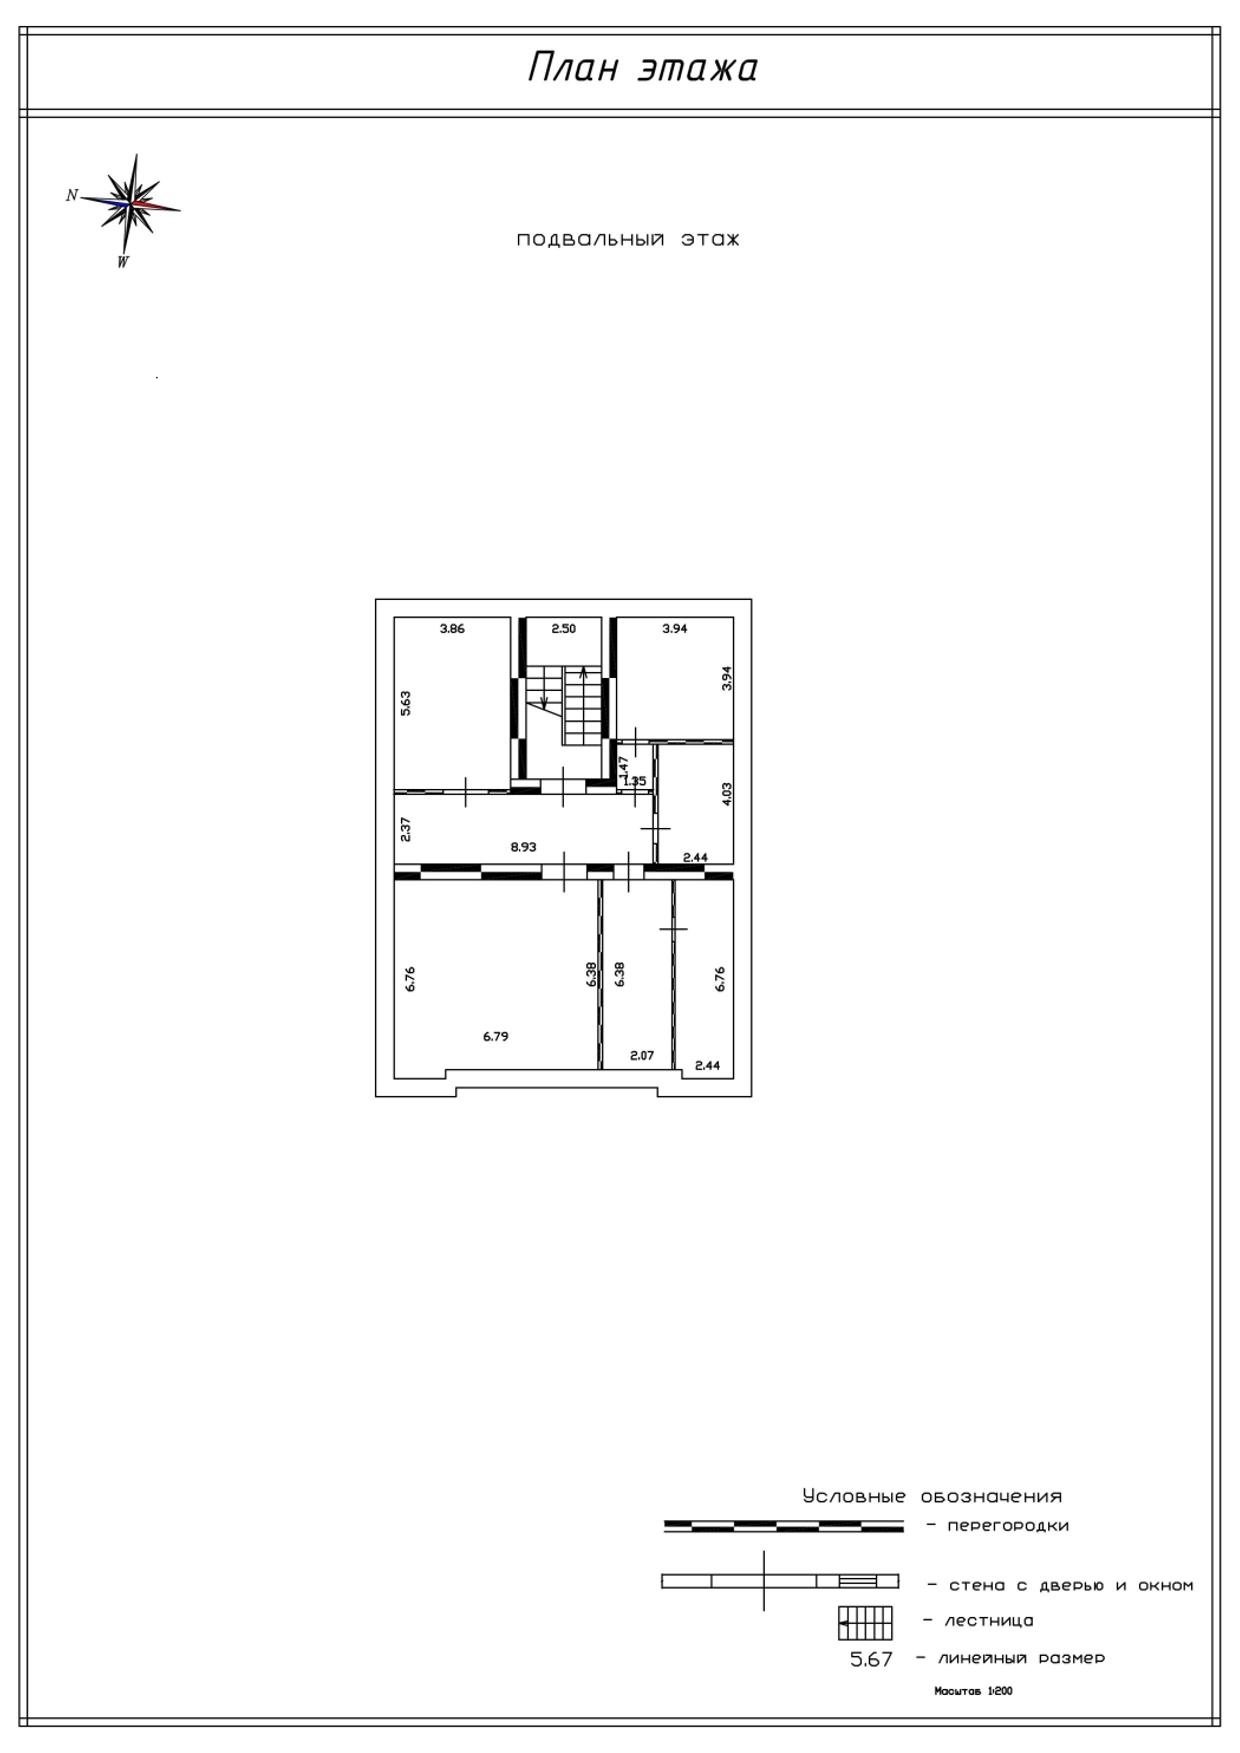 План этажа
N
W
подвальный этаж
3.86
2.50
3.94
3.94
5.63
1.47
1.35
4.03
2.37
8.93
2.44
6.76
6.38
6.38
6.76
6.79
2.07
2.44
Условные обозначения
- перегородки
- стена с дверью и окном
- лестница
5.67 - линейный размер
Масштаб 1:200